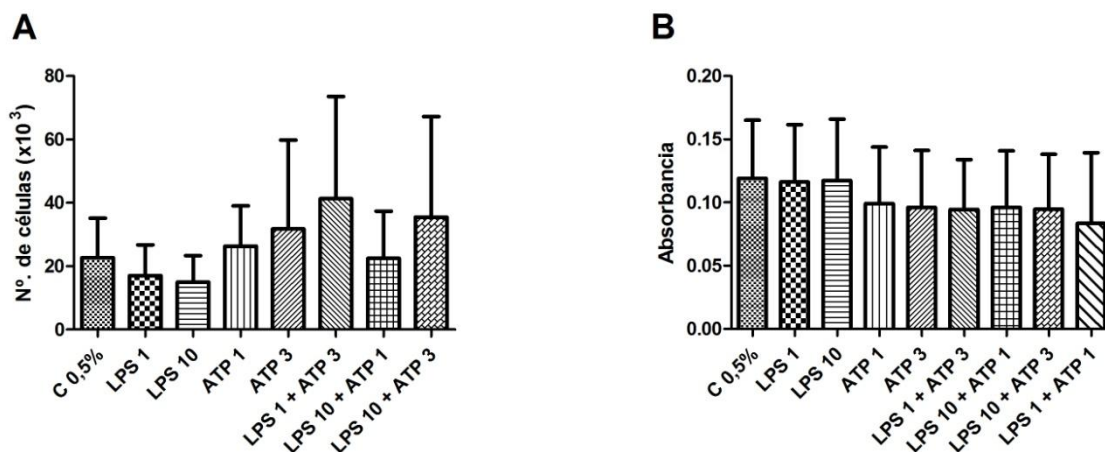 A
Nº. de células (x10 3)
80
60
40
20
0
C 0,5%
LPS 1
LPS 10
ATP 1
ATP 3
LPS 1 + ATP 3
LPS 10 + ATP 1
LPS 10 + ATP 3
B
Absorbancia
0.20
0.15
0.10
0.05
0.00
C 0,5%
LPS 1
LPS 10
ATP 1
ATP 3
LPS 1 + ATP 3
LPS 10 + ATP 1
LPS 10 + ATP 3
LPS 1 + ATP 1